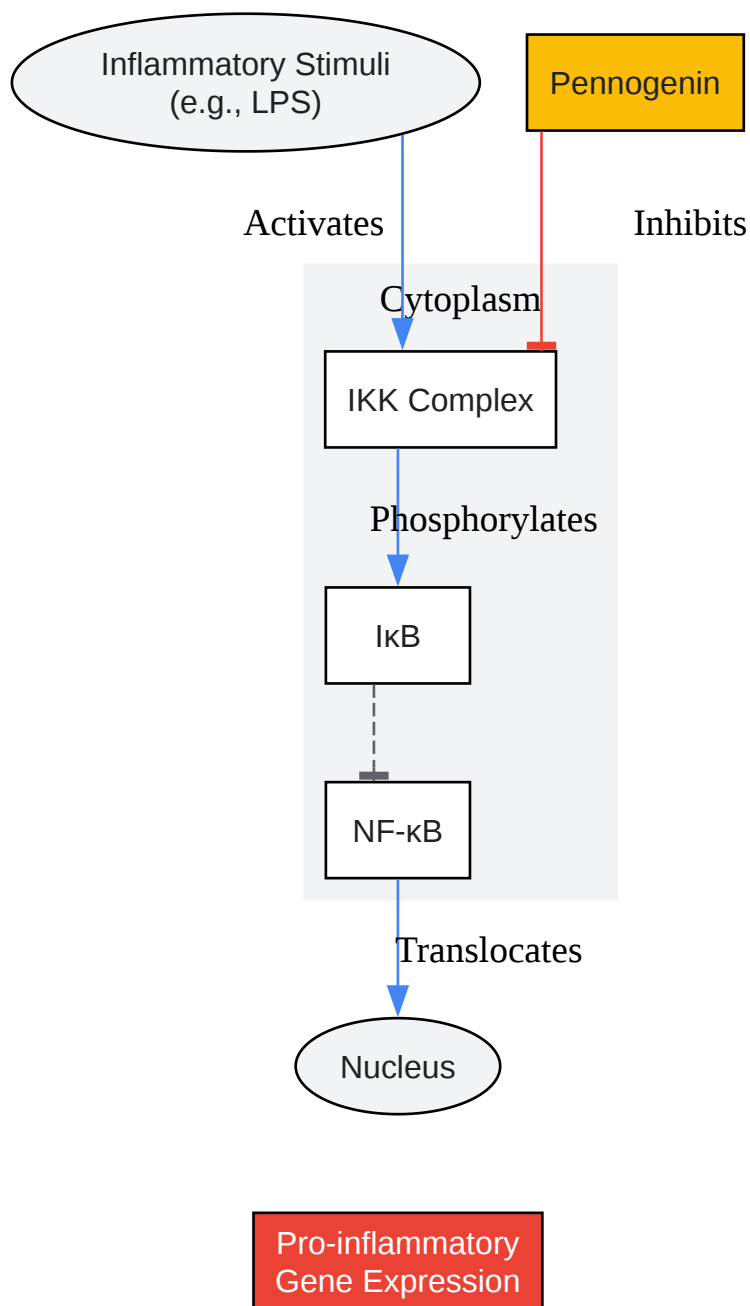 Inflammatory Stimuli
(e.g., LPS)
Pennogenin
Activates
Inhibits
Cytoplasm
IKK Complex
Phosphorylates
IκB
NF-κB
Translocates
Nucleus
Pro-inflammatory
Gene Expression